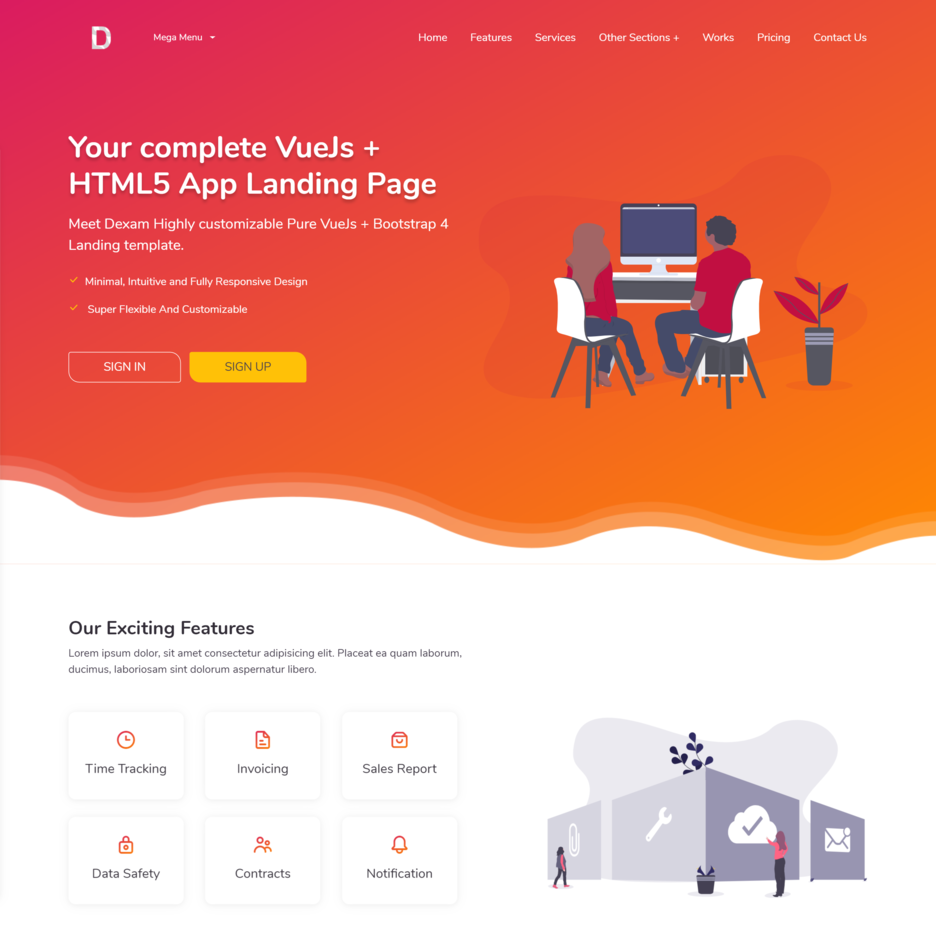 D
Mega Menu
Home Features Services Other Sections + Works Pricing Contact Us
Your complete VueJs +
HTML5 App Landing Page
Meet Dexam Highly customizable Pure VueJs + Bootstrap 4
Landing template.
Minimal, Intuitive and Fully Responsive Design
Super Flexible And Customizable
SIGN IN
SIGN UP
Our Exciting Features
Lorem ipsum dolor, sit amet consectetur adipisicing elit. Placeat ea quam laborum,
ducimus, laboriosam sint dolorum aspernatur libero.
Time Tracking
Invoicing
Sales Report
Data Safety
Contracts
Notification